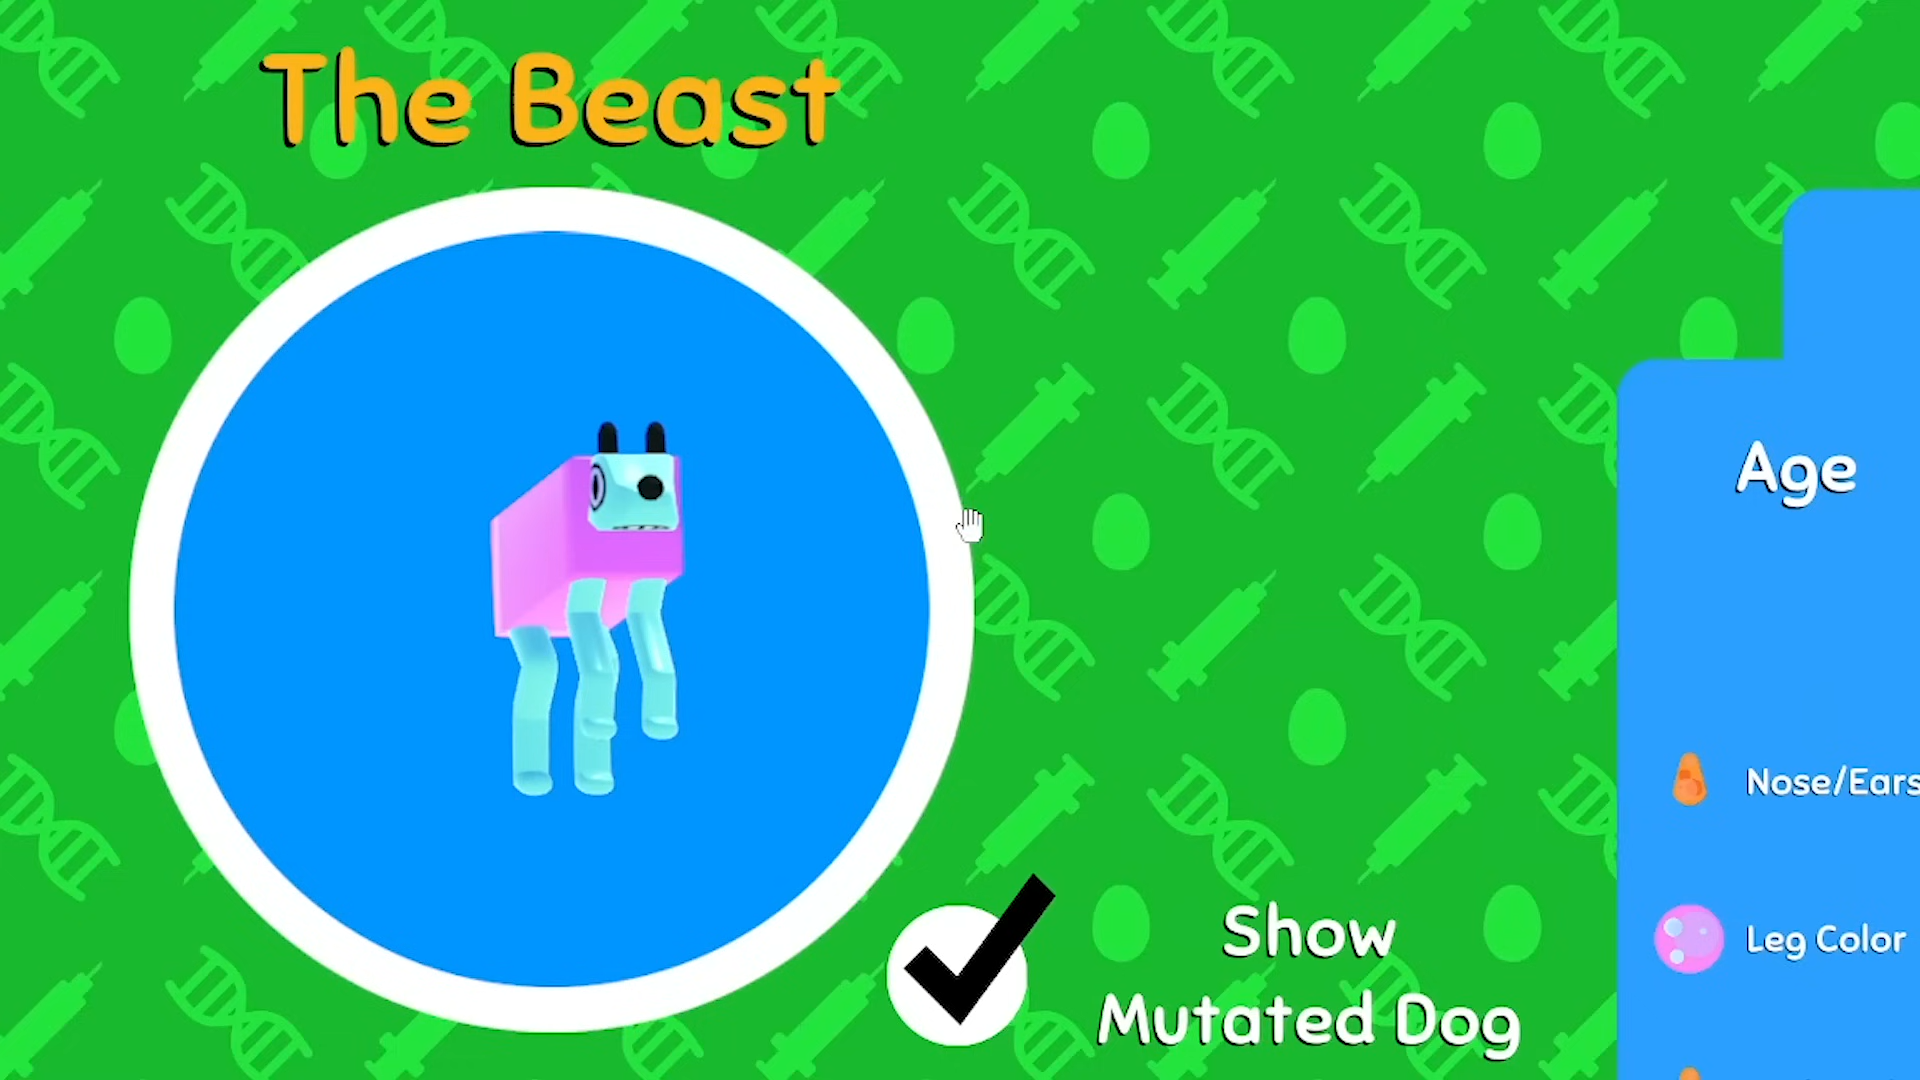 The Beast
Age
Nose/Ears
Leg Color
Show
Mutated Dog